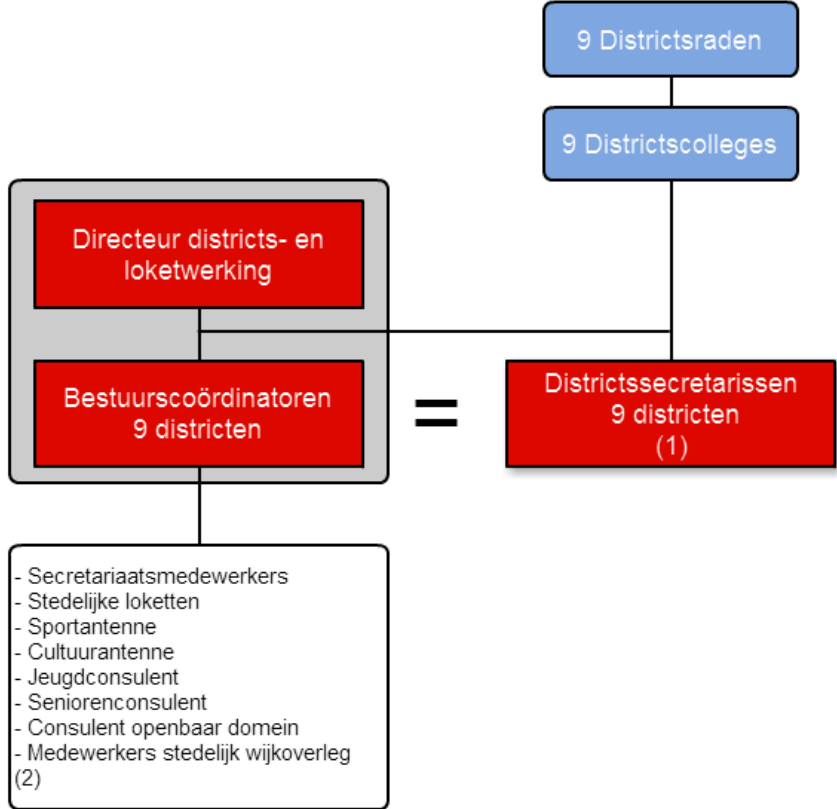 9 Districtsraden
9 Districtscolleges
Directeur districts- en
loketwerking
Bestuurscoördinatoren
9 districten
=
Districtssecretarissen
9 districten
(1)
- Secretariaatsmedewerkers
- Stedelijke loketten
- Sportantenne
- Cultuurantenne
- Jeugdconsulent
- Seniorenconsulent
- Consulent openbaar domein
- Medewerkers stedelijk wijkoverleg
(2)